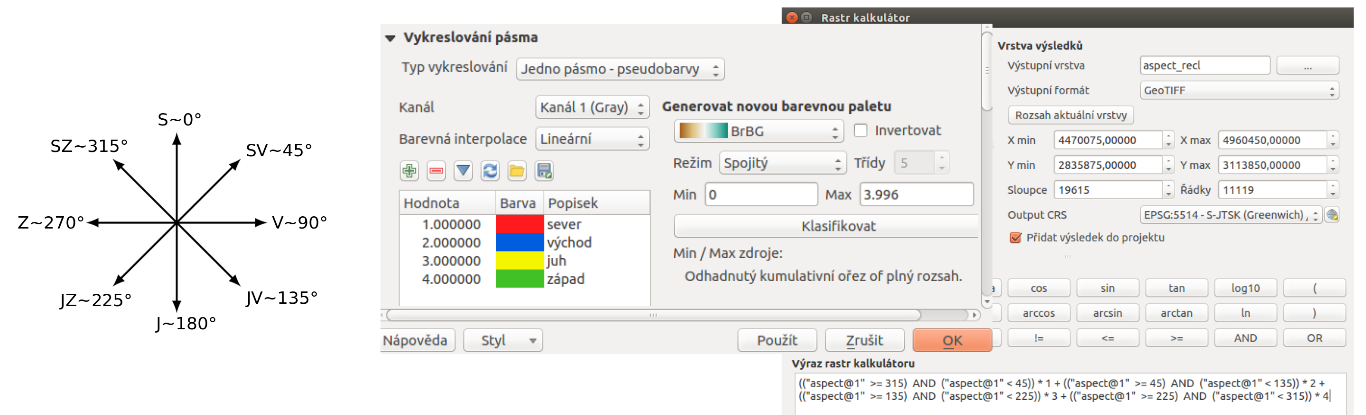 S~0°
SZ~315°
SV~45°
Z~270°
V~90°
JZ~225°
JV~135°
J~180°
Vykreslování pásma
Typ vykreslování Jedno pásmo - pseudobarvy
Kanál Kanál 1 (Gray)
Barevná interpolace Lineární
Hodnota Barva Popisek
1.000000 sever
2.000000 východ
3.000000 juh
4.000000 západ
Generovat novou barevnou paletu
BrBG Invertovat
Režim Spojitý Třídy 5
Min 0 Max 3.996
Klasifikovat
Min / Max zdroje:
Odhadnutý kumulativní ořez of plný rozsah.
Nápověda Styl Použít Zrušit OK
Rastr kalkulátor
Vrstva výsledků
Výstupní vrstva aspect_recl ...
Výstupní formát GeoTIFF
Rozsah aktuální vrstvy
X min 4470075,00000 X max 4960450,00000
Y min 2835875,00000 Y max 3113850,00000
Sloupce 19615 Řádky 11119
Output CRS EPSG:5514 - S-JTSK (Greenwich) ,
Přidat výsledek do projektu
cos sin tan log10 (
arccos arcsin arctan ln )
!= <= >= AND OR
Výraz rastr kalkulátoru
(("aspect@1" >= 315) AND ("aspect@1" < 45)) * 1 + (("aspect@1" >= 45) AND ("aspect@1" < 135)) * 2 +
(("aspect@1" >= 135) AND ("aspect@1" < 225)) * 3 + (("aspect@1" >= 225) AND ("aspect@1" < 315)) * 4